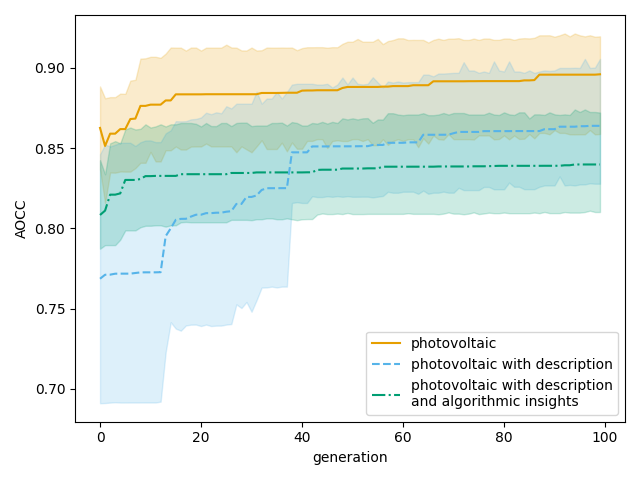 0.90
0.85
0.80
0.75
0.70
AOCC
0
20
40
60
80
100
generation
photovoltaic
photovoltaic with description
photovoltaic with description
and algorithmic insights